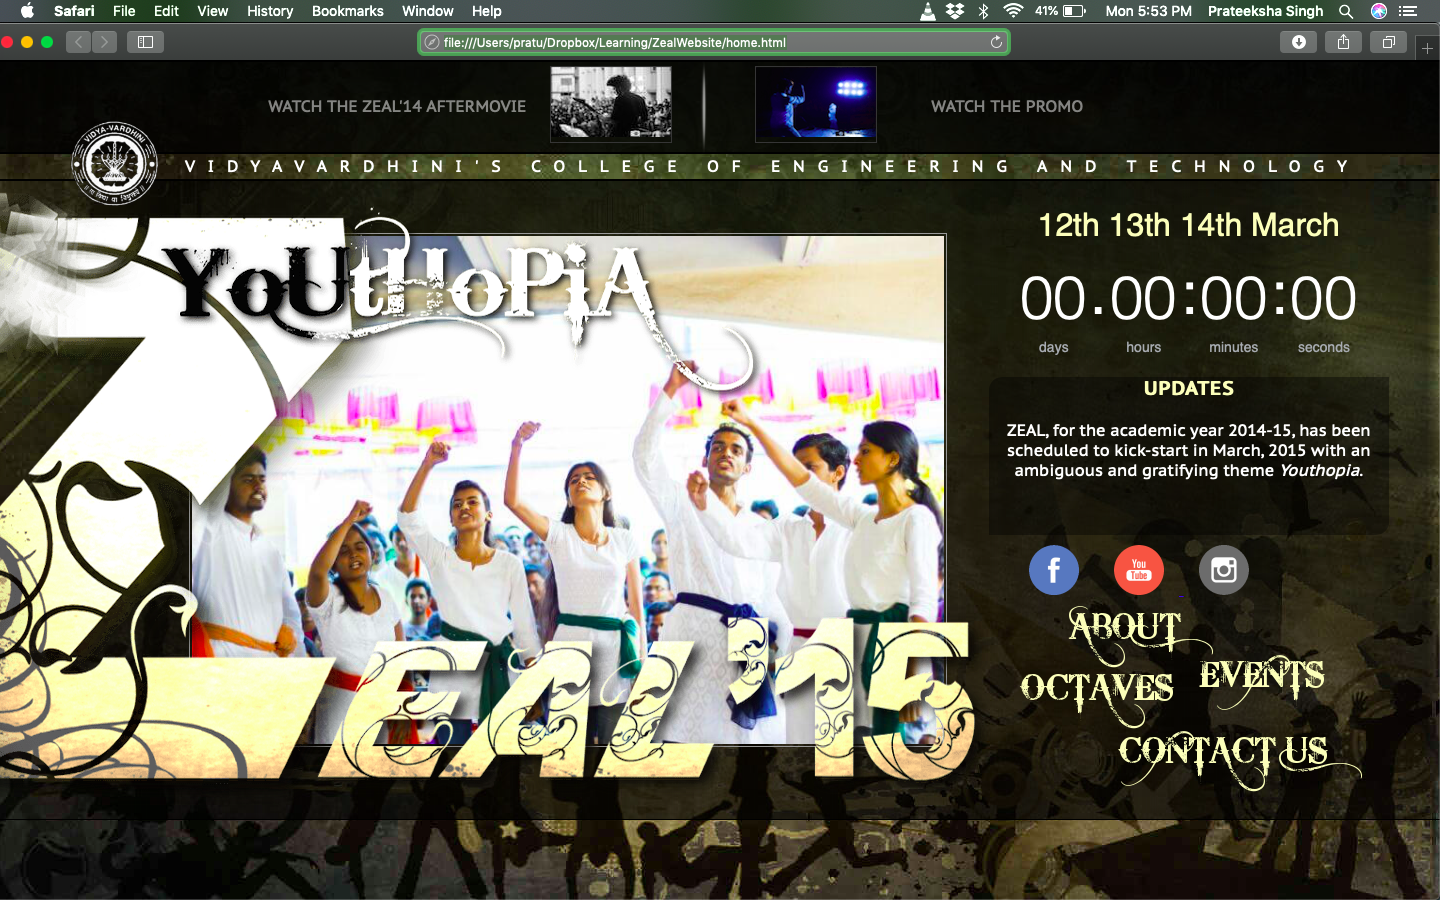 Safari File Edit View History Bookmarks Window Help 41% Mon 5:53 PM Prateeksha Singh
file:///Users/pratu/Dropbox/Learning/ZealWebsite/home.html
WATCH THE ZEAL'14 AFTERMOVIE
WATCH THE PROMO
VIDYAVARDHINI'S COLLEGE OF ENGINEERING AND TECHNOLOGY
YoUtHoPiA
ZEAL'15
12th 13th 14th March
00.00:00:00
days hours minutes seconds
UPDATES
ZEAL, for the academic year 2014-15, has been
scheduled to kick-start in March, 2015 with an
ambiguous and gratifying theme Youthopia.
f
You
Tube
ABOUT
EVENTS
OCTAVES
CONTACT US